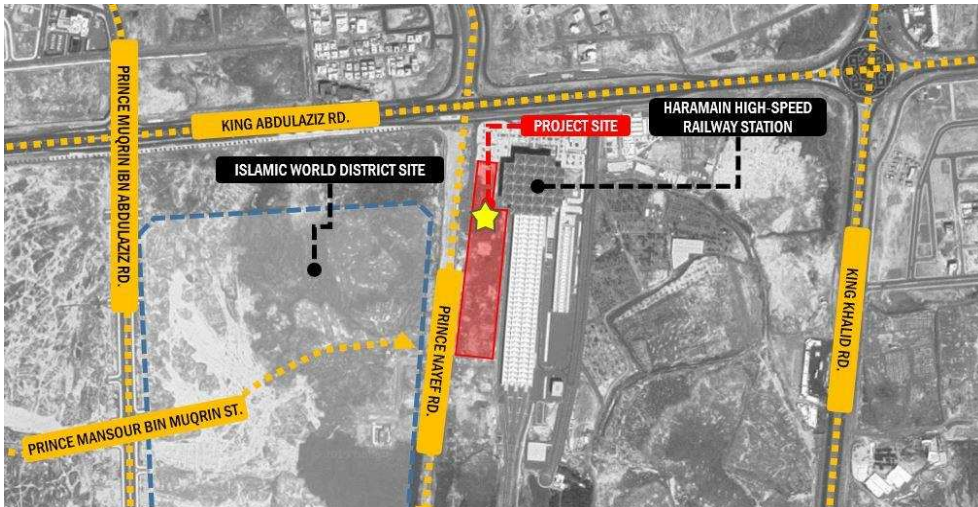 HARAMAIN HIGH-SPEED
RAILWAY STATION
KING ABDULAZIZ RD.
PROJECT SITE
ISLAMIC WORLD DISTRICT SITE
PRINCE MUQRIN IBN ABDULAZIZ RD.
PRINCE NAYEF RD.
KING KHALID RD.
PRINCE MANSOUR BIN MUQRIN ST.